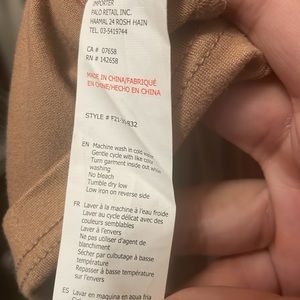 IMPORTER
PALO RETAIL INC.
HAAMAL 24 ROSH HAIN
TEL. 03-5419744
CA # 07658
RN # 142658
MADE IN CHINA/FABRIQUÉ
EN CHINE/HECHO EN CHINA
STYLE # F21-
EN Machine wash in cold water
Gentle cycle with like color
Turn garment inside out when
washing
No bleach
Tumble dry low
Low iron on reverse side
FR Laver à la machine à l'eau froide
Laver au cycle délicat avec des
couleurs semblables
Laver à l'envers
Ne pas utiliser d'agent de
blanchiment
Sécher par culbutage à basse
température
Repasser à basse température
à l'envers
ES Lavar en maquina en agua fria